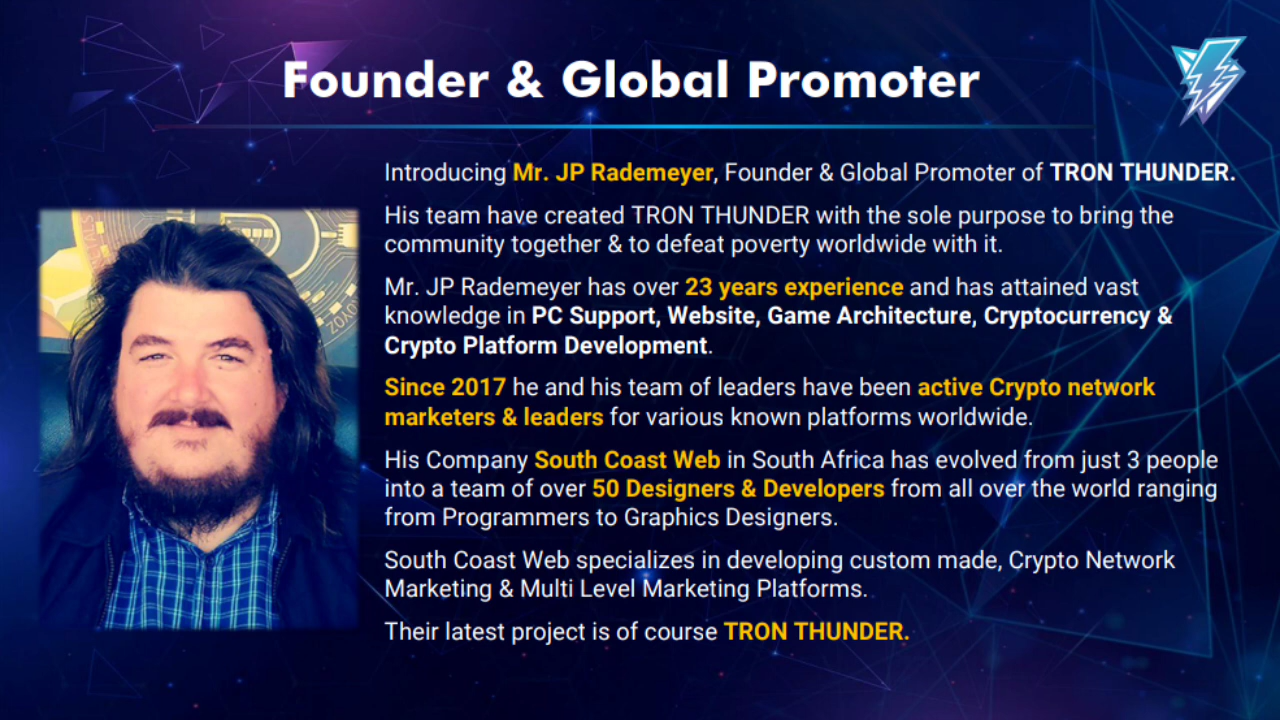 Founder & Global Promoter
Introducing Mr. JP Rademeyer, Founder & Global Promoter of TRON THUNDER.
His team have created TRON THUNDER with the sole purpose to bring the
community together & to defeat poverty worldwide with it.
Mr. JP Rademeyer has over 23 years experience and has attained vast
knowledge in PC Support, Website, Game Architecture, Cryptocurrency &
Crypto Platform Development.
Since 2017 he and his team of leaders have been active Crypto network
marketers & leaders for various known platforms worldwide.
His Company South Coast Web in South Africa has evolved from just 3 people
into a team of over 50 Designers & Developers from all over the world ranging
from Programmers to Graphics Designers.
South Coast Web specializes in developing custom made, Crypto Network
Marketing & Multi Level Marketing Platforms.
Their latest project is of course TRON THUNDER.